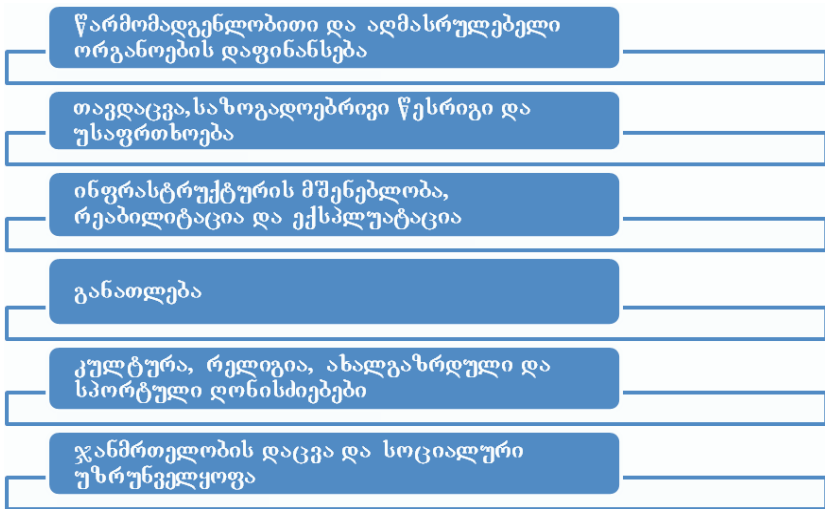 წარმომადგენლობითი და აღმასრულებელი
ორგანოების დაფინანსება
თავდაცვა,საზოგადოებრივი წესრიგი და
უსაფრთხოება
ინფრასტრუქტურის მშენებლობა,
რეაბილიტაცია და ექსპლუატაცია
განათლება
კულტურა, რელიგია, ახალგაზრდული და
სპორტული ღონისძიებები
ჯანმრთელობის დაცვა და სოციალური
უზრუნველყოფა